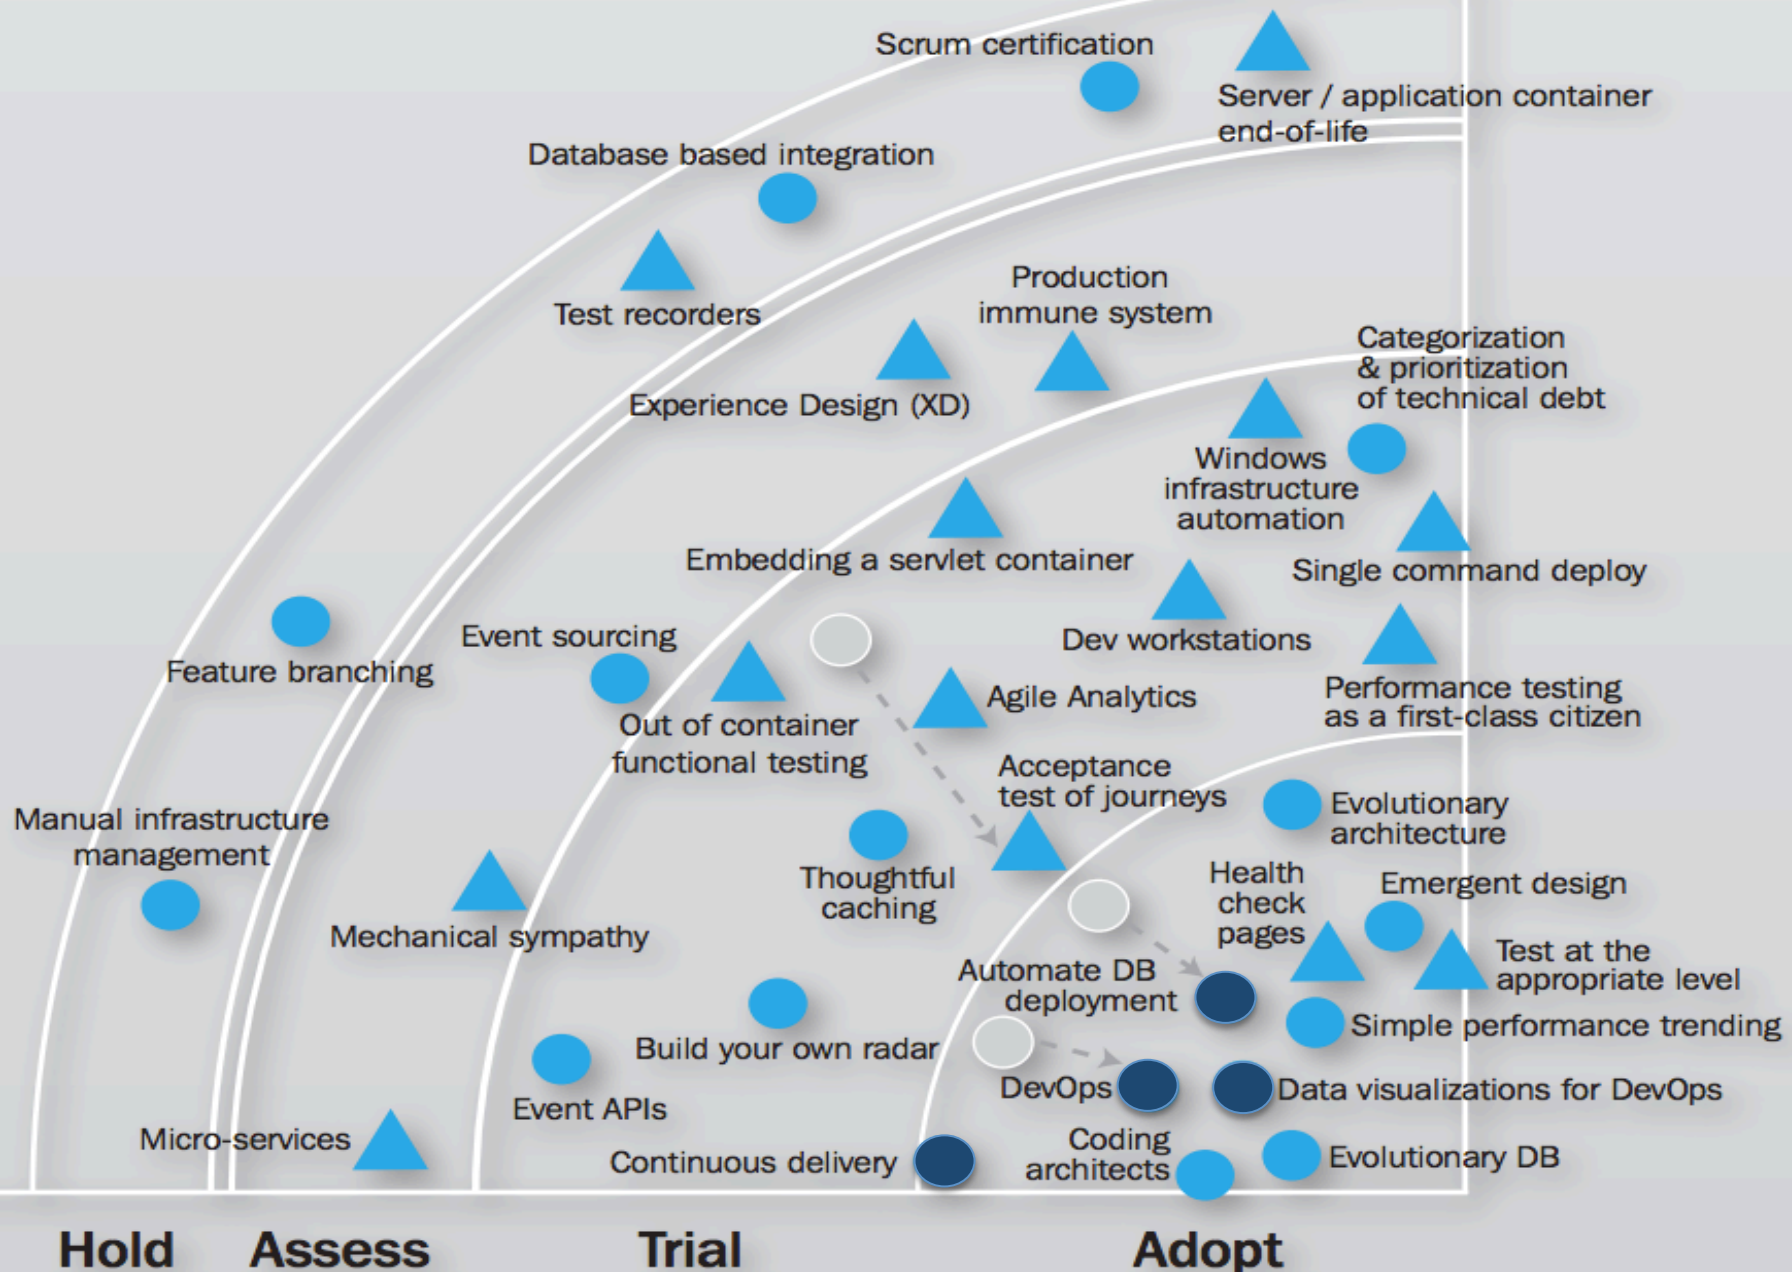 Scrum certification
Server / application container
end-of-life
Database based integration
Test recorders
Production
immune system
Experience Design (XD)
Categorization
& prioritization
of technical debt
Windows
infrastructure
automation
Embedding a servlet container
Single command deploy
Dev workstations
Event sourcing
Feature branching
Out of container
functional testing
Agile Analytics
Performance testing
as a first-class citizen
Acceptance
test of journeys
Evolutionary
architecture
Manual infrastructure
management
Thoughtful
caching
Health
check
pages
Emergent design
Mechanical sympathy
Test at the
appropriate level
Automate DB
deployment
Simple performance trending
Build your own radar
DevOps
Data visualizations for DevOps
Event APIs
Micro-services
Continuous delivery
Coding
architects
Evolutionary DB
Hold
Assess
Trial
Adopt